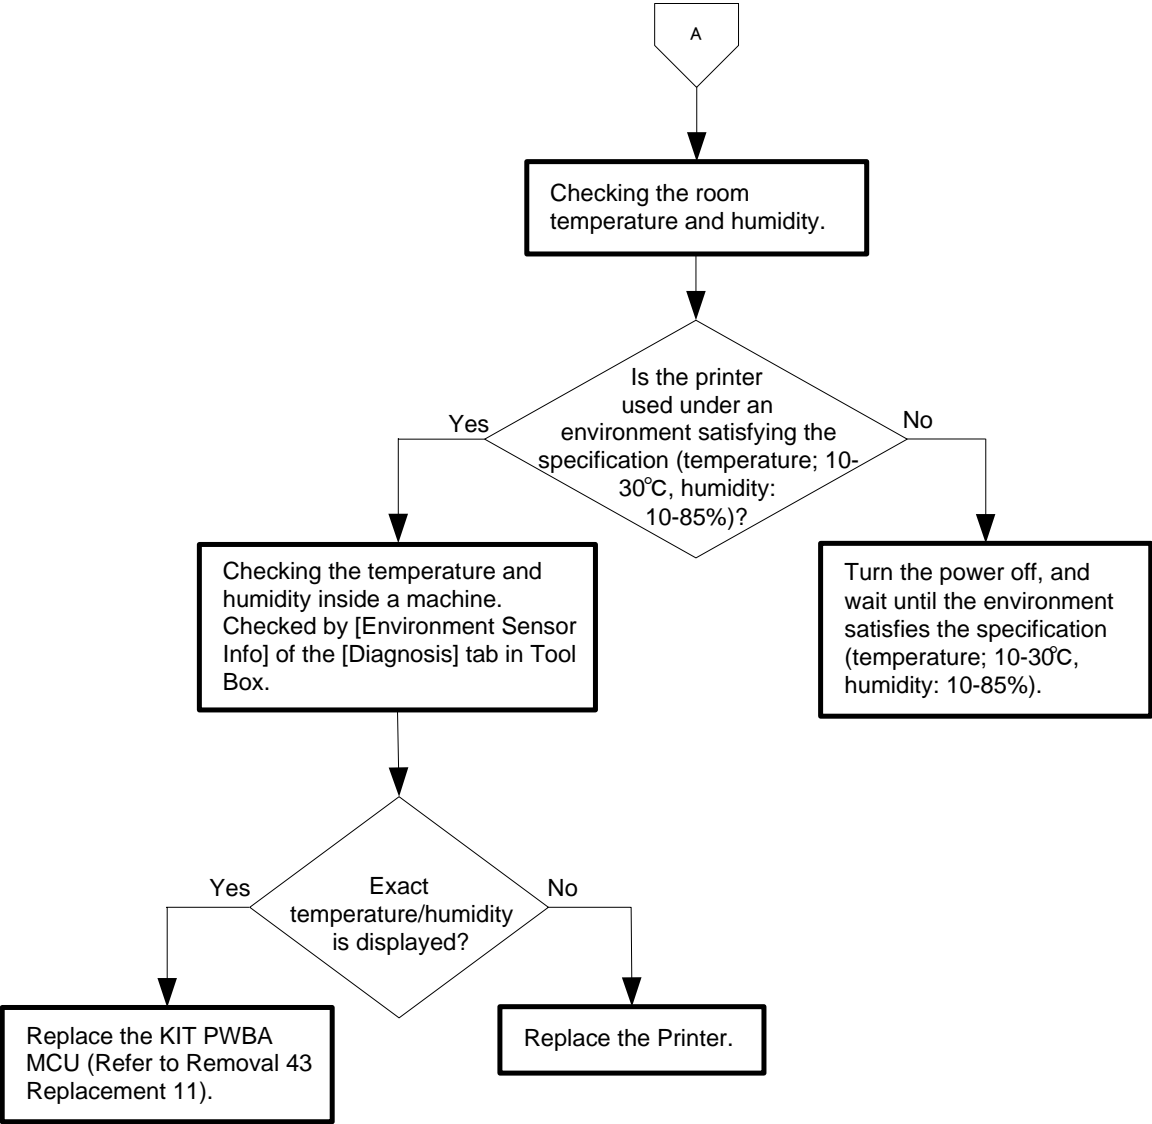 A
Checking the room
temperature and humidity.
Is the printer
used under an
environment satisfying the
specification (temperature; 10-
30℃, humidity:
10-85%)?
Yes
No
Checking the temperature and
humidity inside a machine.
Checked by [Environment Sensor
Info] of the [Diagnosis] tab in Tool
Box.
Turn the power off, and
wait until the environment
satisfies the specification
(temperature; 10-30℃,
humidity: 10-85%).
Exact
temperature/humidity
is displayed?
Yes
No
Replace the KIT PWBA
MCU (Refer to Removal 43
Replacement 11).
Replace the Printer.